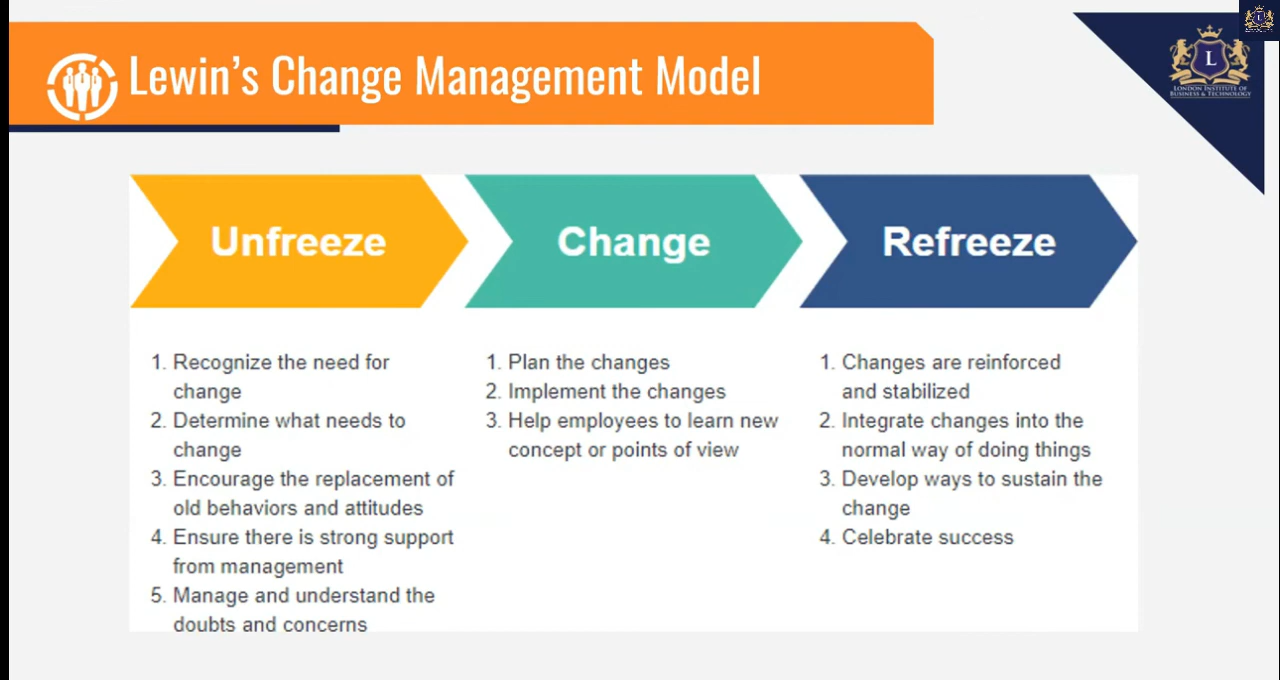 Lewin's Change Management Model
L
LONDON INSTITUTE OF
BUSINESS & TECHNOLOGY
L
Unfreeze
Change
Refreeze
1. Recognize the need for
change
2. Determine what needs to
change
3. Encourage the replacement of
old behaviors and attitudes
4. Ensure there is strong support
from management
5. Manage and understand the
doubts and concerns
1. Plan the changes
2. Implement the changes
3. Help employees to learn new
concept or points of view
1. Changes are reinforced
and stabilized
2. Integrate changes into the
normal way of doing things
3. Develop ways to sustain the
change
4. Celebrate success